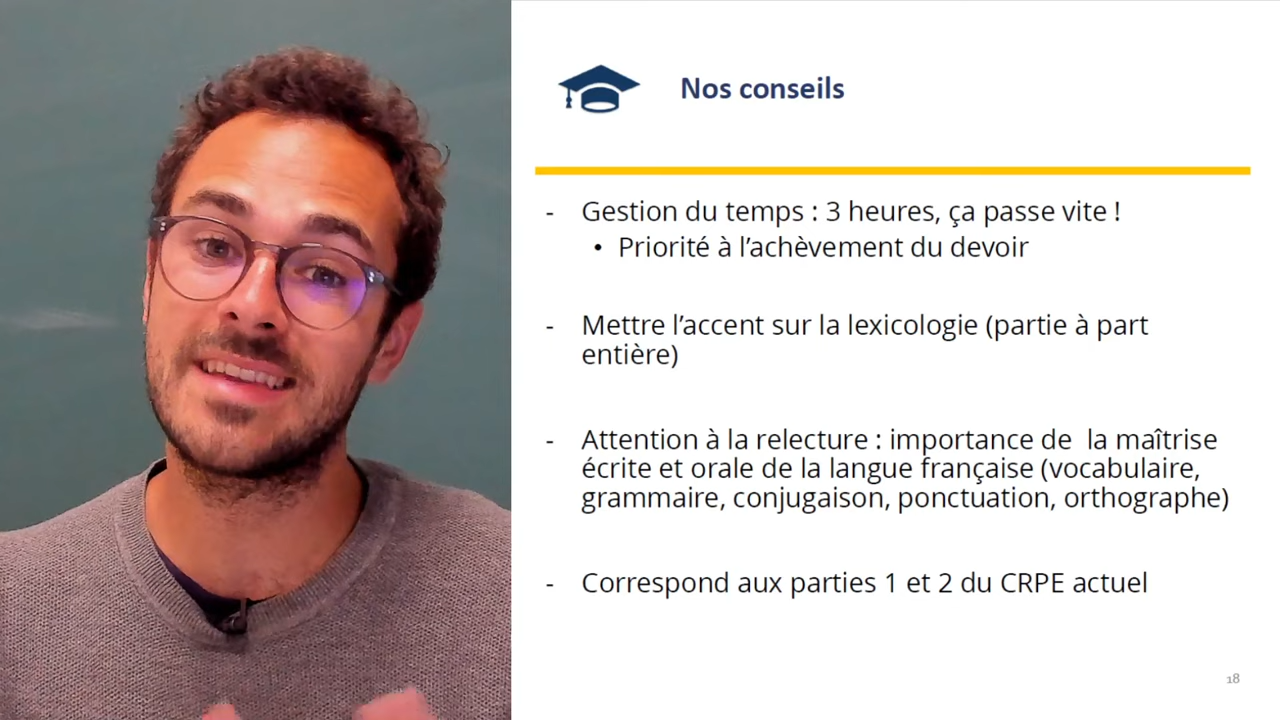 Nos conseils
- Gestion du temps : 3 heures, ça passe vite !
• Priorité à l’achèvement du devoir
- Mettre l’accent sur la lexicologie (partie à part
entière)
- Attention à la relecture : importance de  la maîtrise
écrite et orale de la langue française (vocabulaire,
grammaire, conjugaison, ponctuation, orthographe)
- Correspond aux parties 1 et 2 du CRPE actuel
18